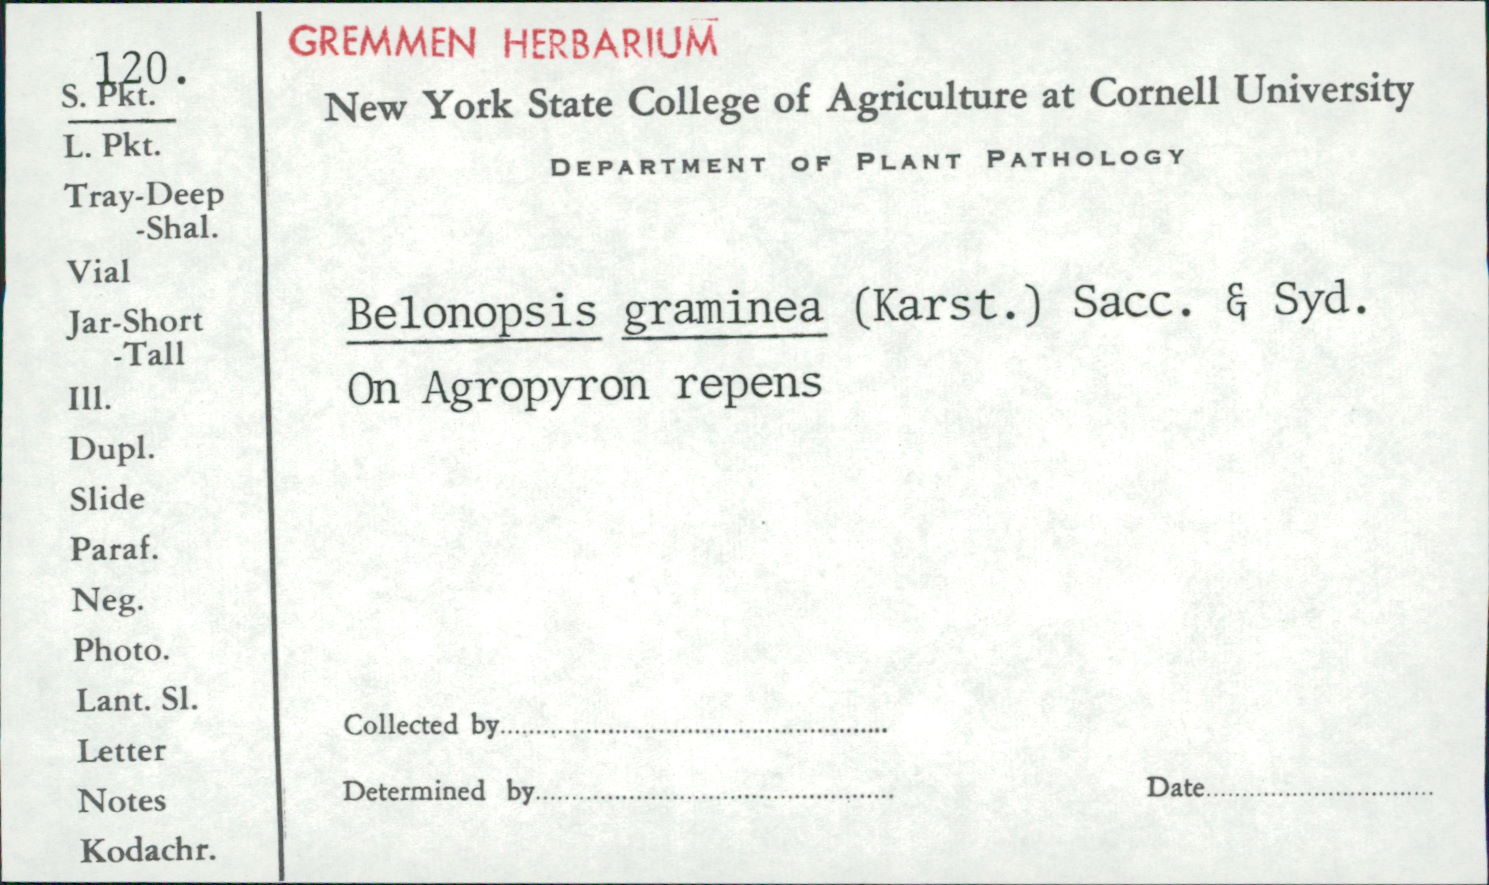 120.
S. Pkt.
L. Pkt.
Tray-Deep
-Shal.
Vial
Jar-Short
-Tall
Ill.
Dupl.
Slide
Paraf.
Neg.
Photo.
Lant. Sl.
Letter
Notes
Kodachr.
GREMMEN HERBARIUM
New York State College of Agriculture at Cornell University
DEPARTMENT OF PLANT PATHOLOGY
Belonopsis graminea (Karst.) Sacc. & Syd.
On Agropyron repens
Collected by
Determined by
Date